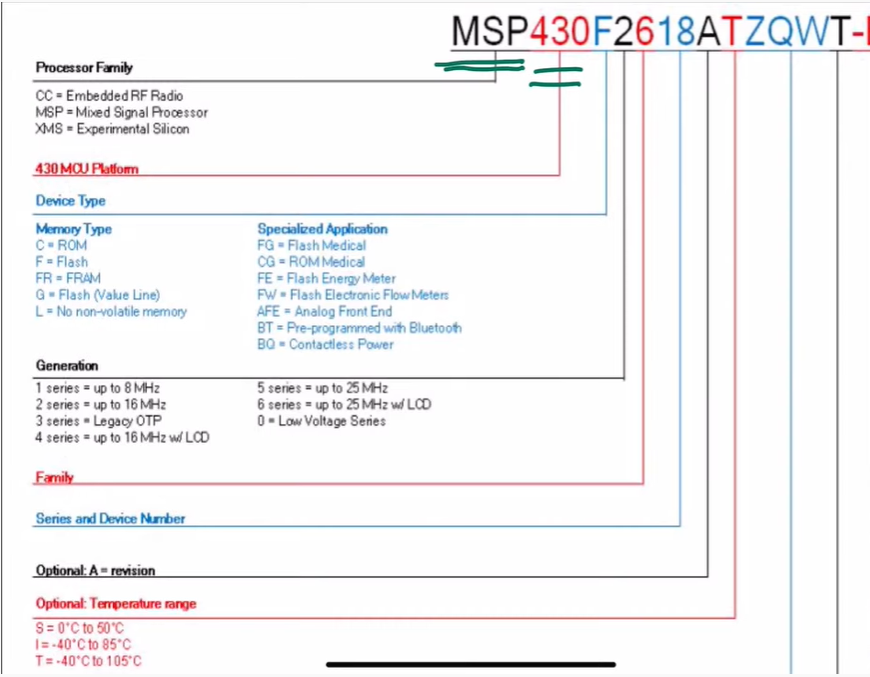 MSP430F2618ATZQWT-
Processor Family
CC = Embedded RF Radio
MSP = Mixed Signal Processor
XMS = Experimental Silicon
430 MCU Platform
Device Type
Memory Type
C = ROM
F = Flash
FR = FRAM
G = Flash (Value Line)
L = No non-volatile memory
Specialized Application
FG = Flash Medical
CG = ROM Medical
FE = Flash Energy Meter
FW = Flash Electronic Flow Meters
AFE = Analog Front End
BT = Pre-programmed with Bluetooth
BQ = Contactless Power
Generation
1 series = up to 8 MHz
2 series = up to 16 MHz
3 series = Legacy OTP
4 series = up to 16 MHz w/ LCD
5 series = up to 25 MHz
6 series = up to 25 MHz w/ LCD
0 = Low Voltage Series
Family
Series and Device Number
Optional: A = revision
Optional: Temperature range
S = 0°C to 50°C
I = -40°C to 85°C
T = -40°C to 105°C